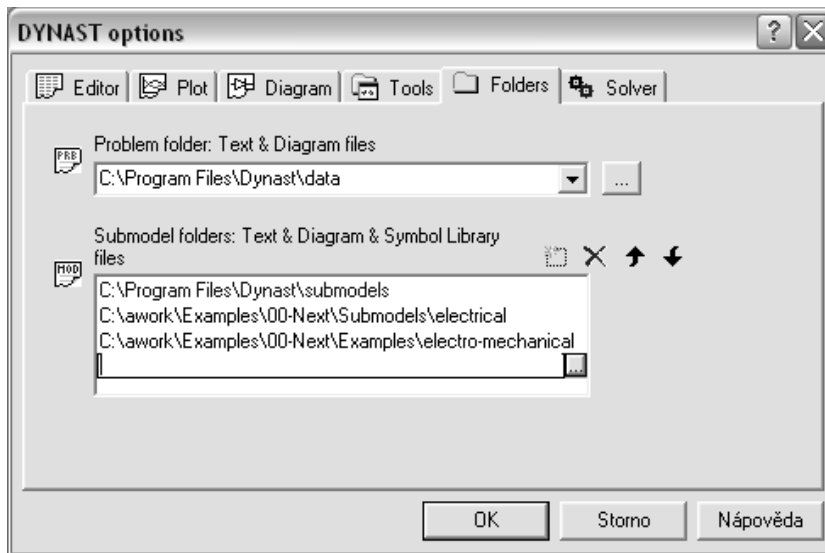 DYNAST options
Editor Plot Diagram Tools Folders Solver
PRB
Problem folder: Text & Diagram files
C:\Program Files\Dynast\data
...
Submodel folders: Text & Diagram & Symbol Library
files
MOD
C:\Program Files\Dynast\submodels
C:\awork\Examples\00-Next\Submodels\electrical
C:\awork\Examples\00-Next\Examples\electro-mechanical
...
OK Storno Nápověda